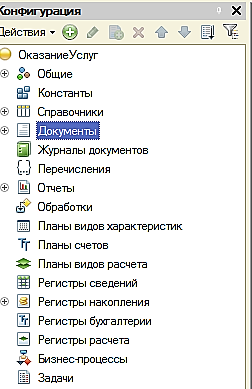 Конфигурация
Действия
ОказаниеУслуг
Общие
Константы
Справочники
Документы
Журналы документов
Перечисления
Отчеты
Обработки
Планы видов характеристик
Планы счетов
Планы видов расчета
Регистры сведений
Регистры накопления
Регистры бухгалтерии
Регистры расчета
Бизнес-процессы
Задачи